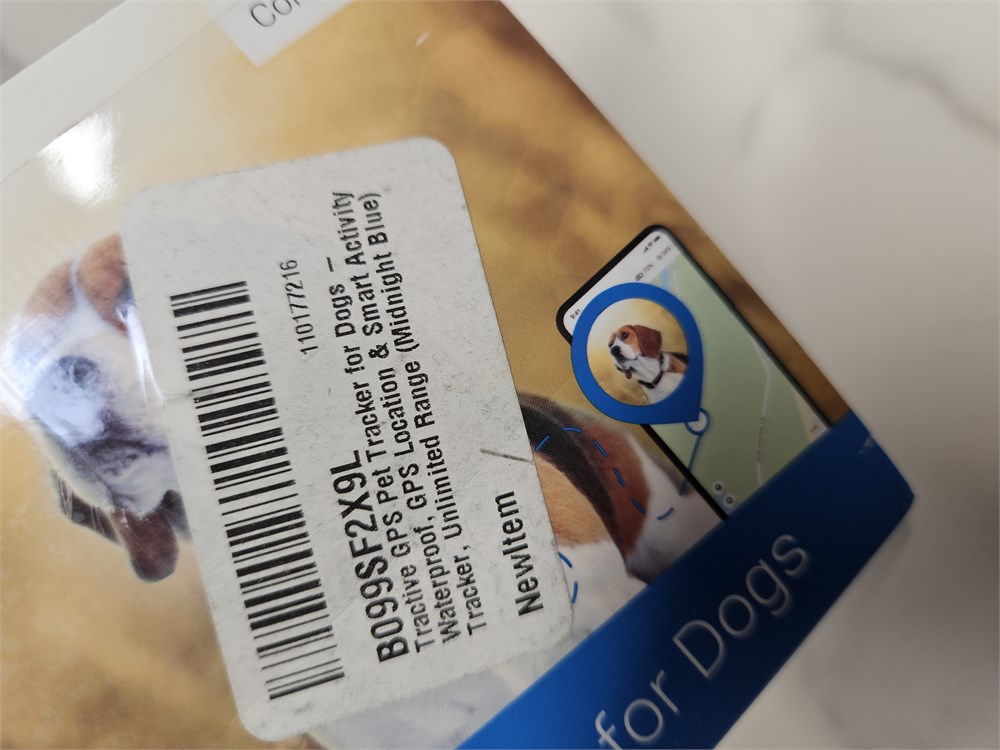 110177216
B099SF2X9L
Tractive GPS Pet Tracker for Dogs –
Waterproof, GPS Location & Smart Activity
Tracker, Unlimited Range (Midnight Blue)
NewItem
for Dogs